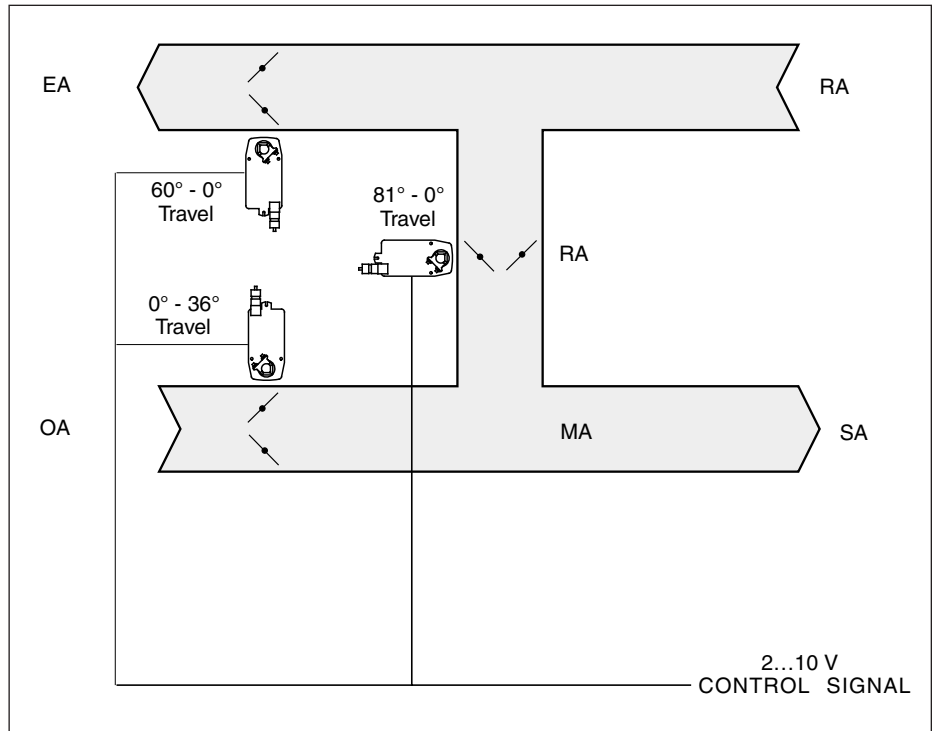 EA
RA
60° - 0°
Travel
81° - 0°
Travel
RA
0° - 36°
Travel
OA
MA
SA
2...10 V
CONTROL SIGNAL